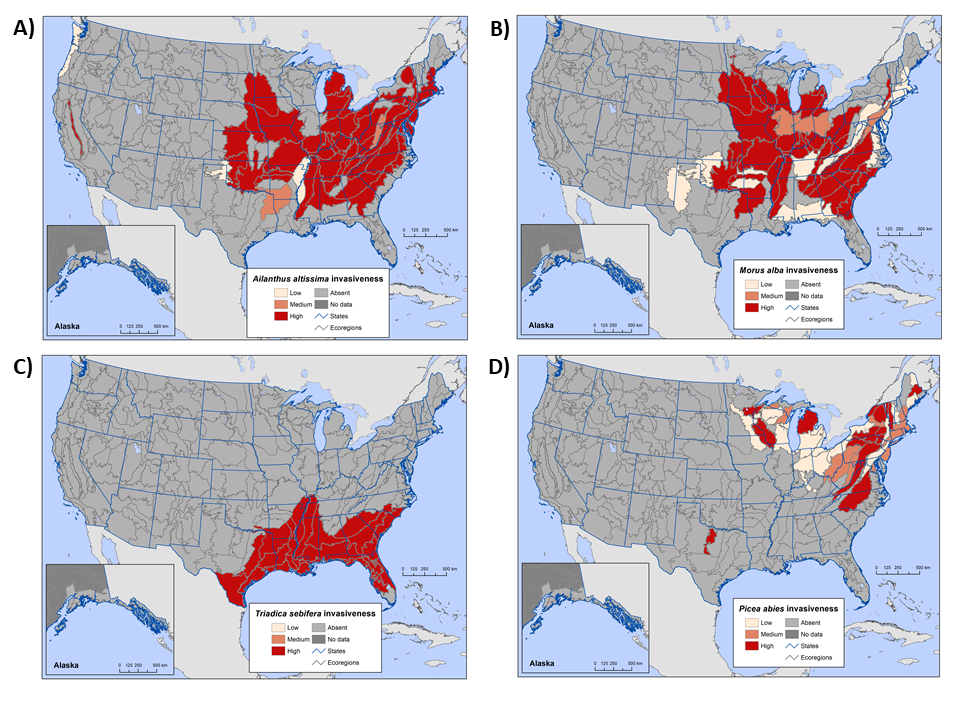 A)
Alaska
0 125 250 500 km
0 125 250 500 km
Ailanthus altissima invasiveness
Low Absent
Medium No data
High States
Ecoregions
B)
Alaska
0 125 250 500 km
0 125 250 500 km
Morus alba invasiveness
Low Absent
Medium No data
High States
Ecoregions
C)
Alaska
0 125 250 500 km
0 125 250 500 km
Triadica sebifera invasiveness
Low Absent
Medium No data
High States
Ecoregions
D)
Alaska
0 125 250 500 km
0 125 250 500 km
Picea abies invasiveness
Low Absent
Medium No data
High States
Ecoregions